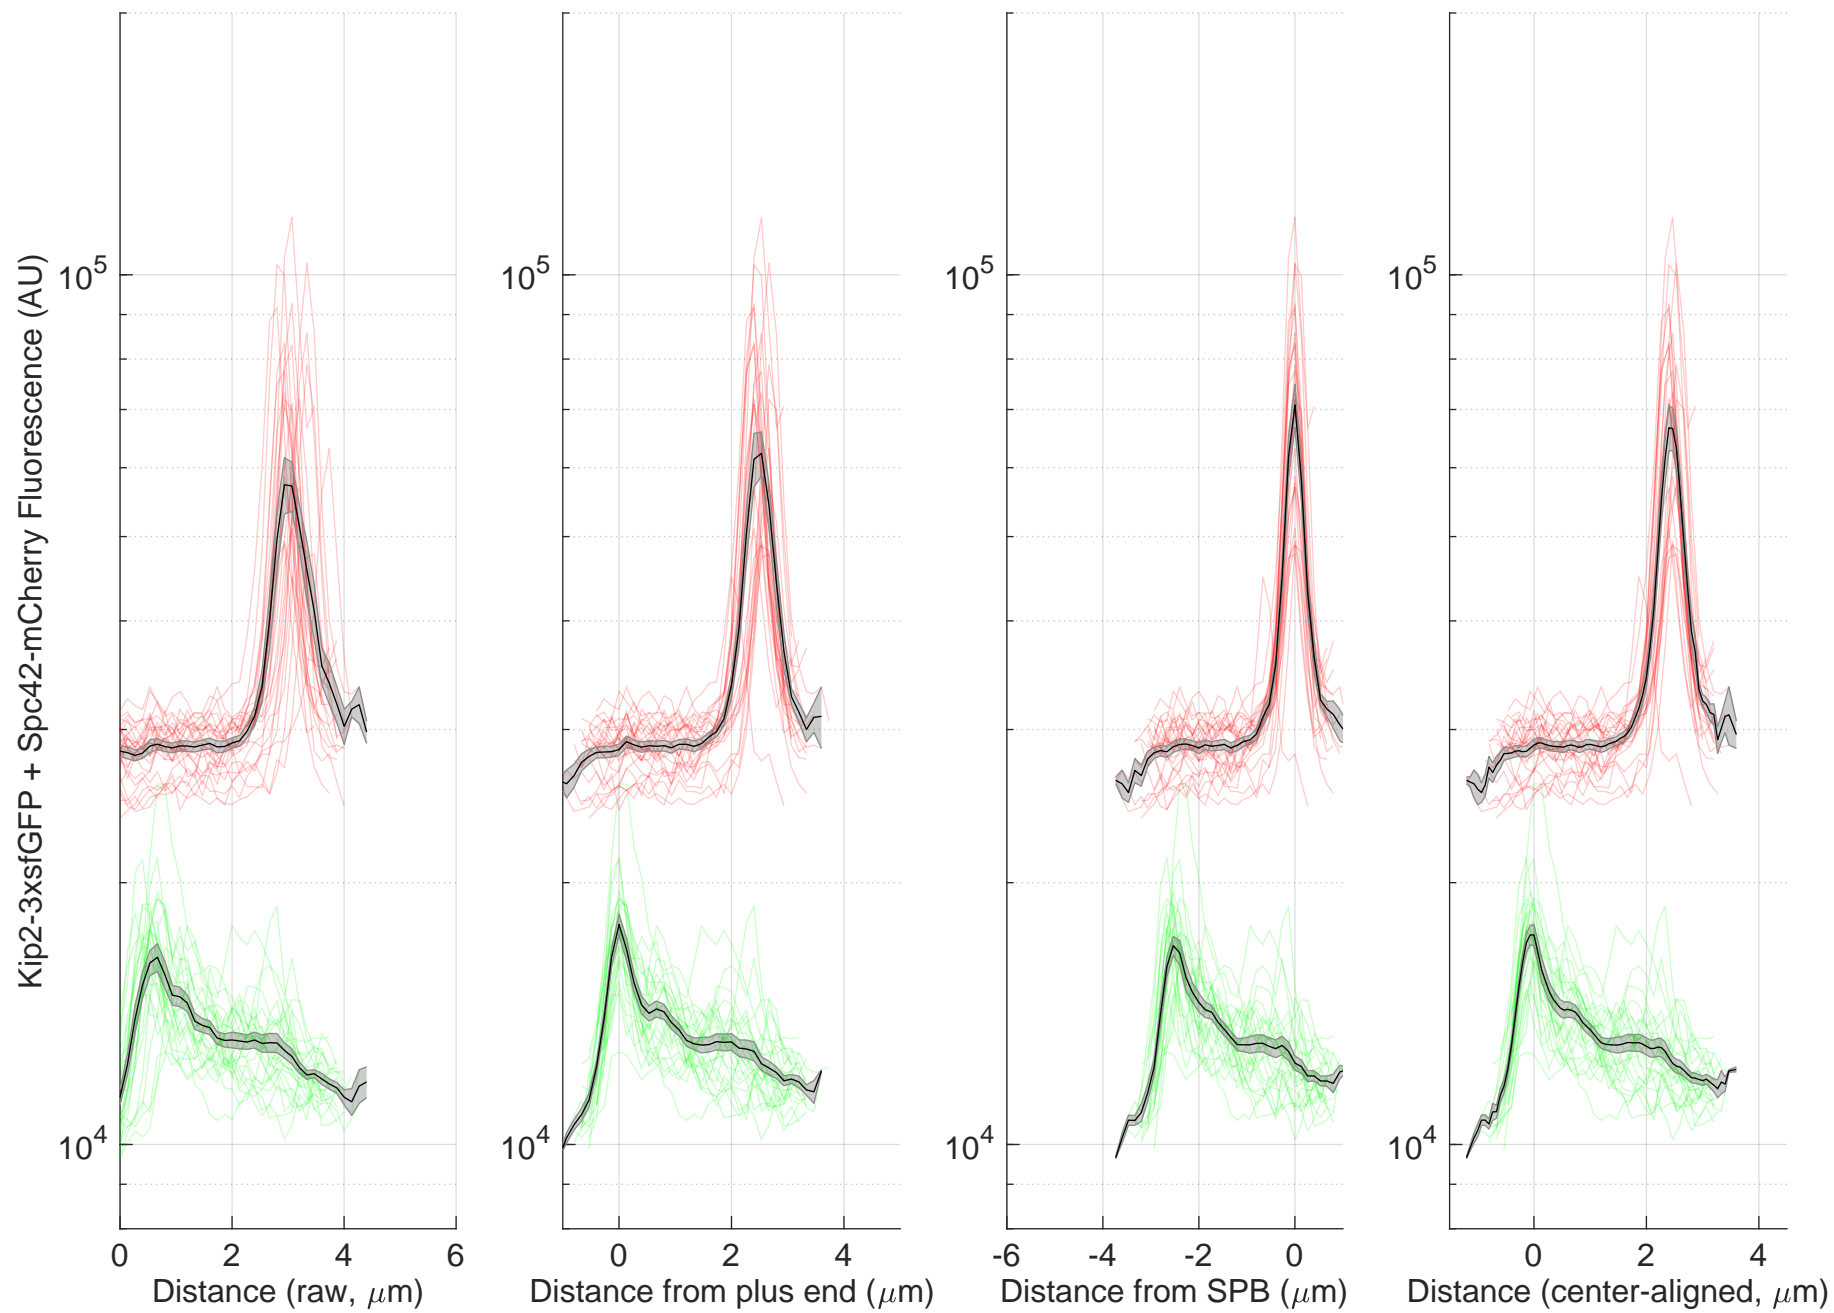 Kip2-3xsfGFP + Spc42-mCherry Fluorescence (AU)
10^5
10^4
0 2 4 6
Distance (raw, μm)
10^5
10^4
0 2 4
Distance from plus end (μm)
10^5
10^4
-6 -4 -2 0
Distance from SPB (μm)
10^5
10^4
0 2 4
Distance (center-aligned, μm)